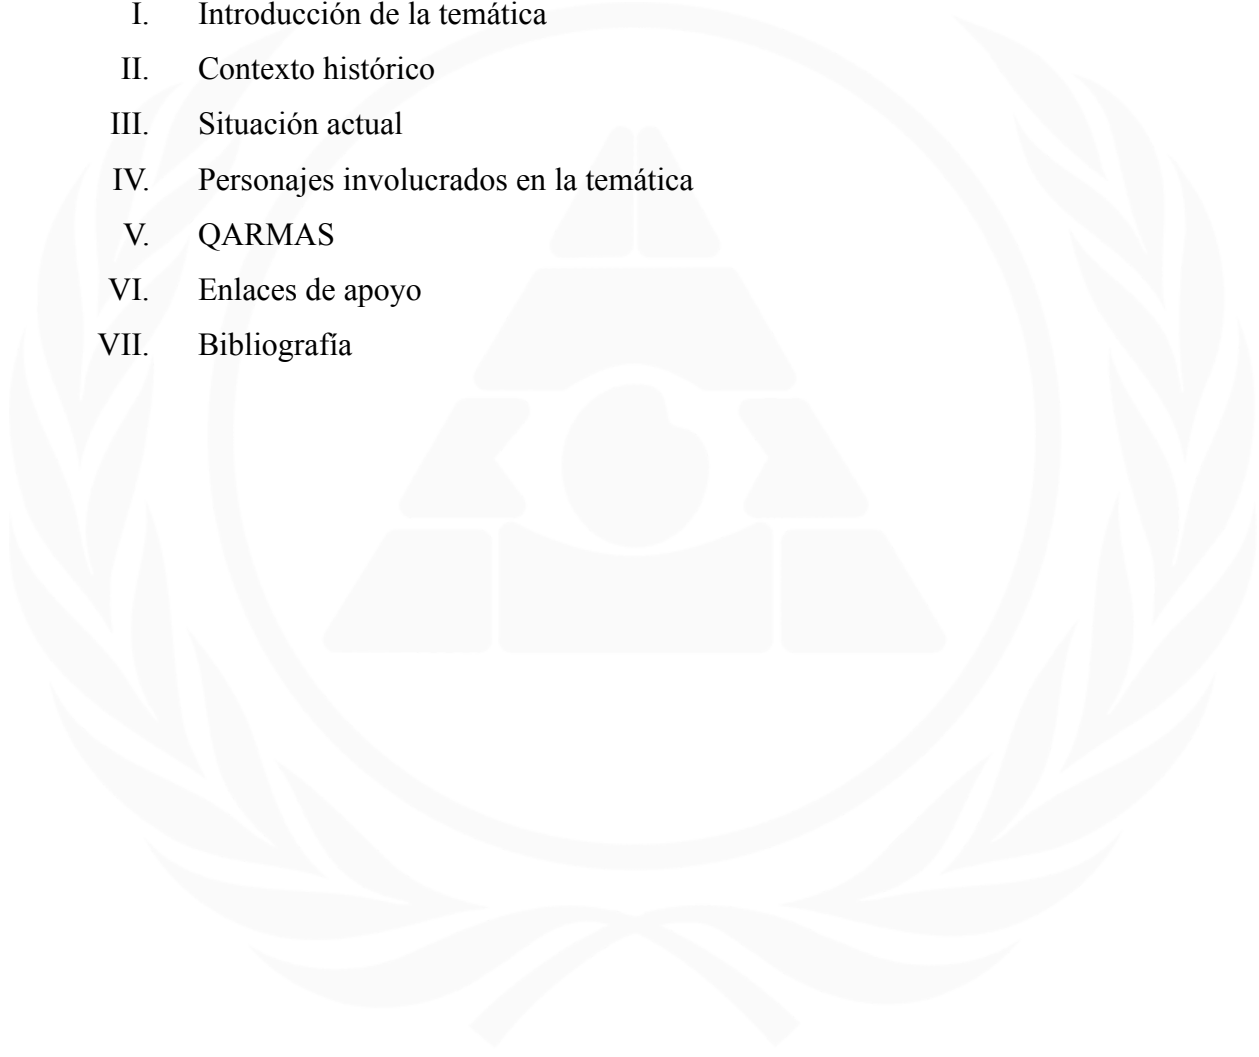 I. Introducción de la temática
II. Contexto histórico
III. Situación actual
IV. Personajes involucrados en la temática
V. QARMAS
VI. Enlaces de apoyo
VII. Bibliografía